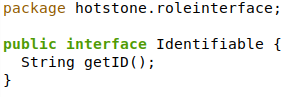 package hotstone.roleinterface;

public interface Identifiable {
  String getID();
}